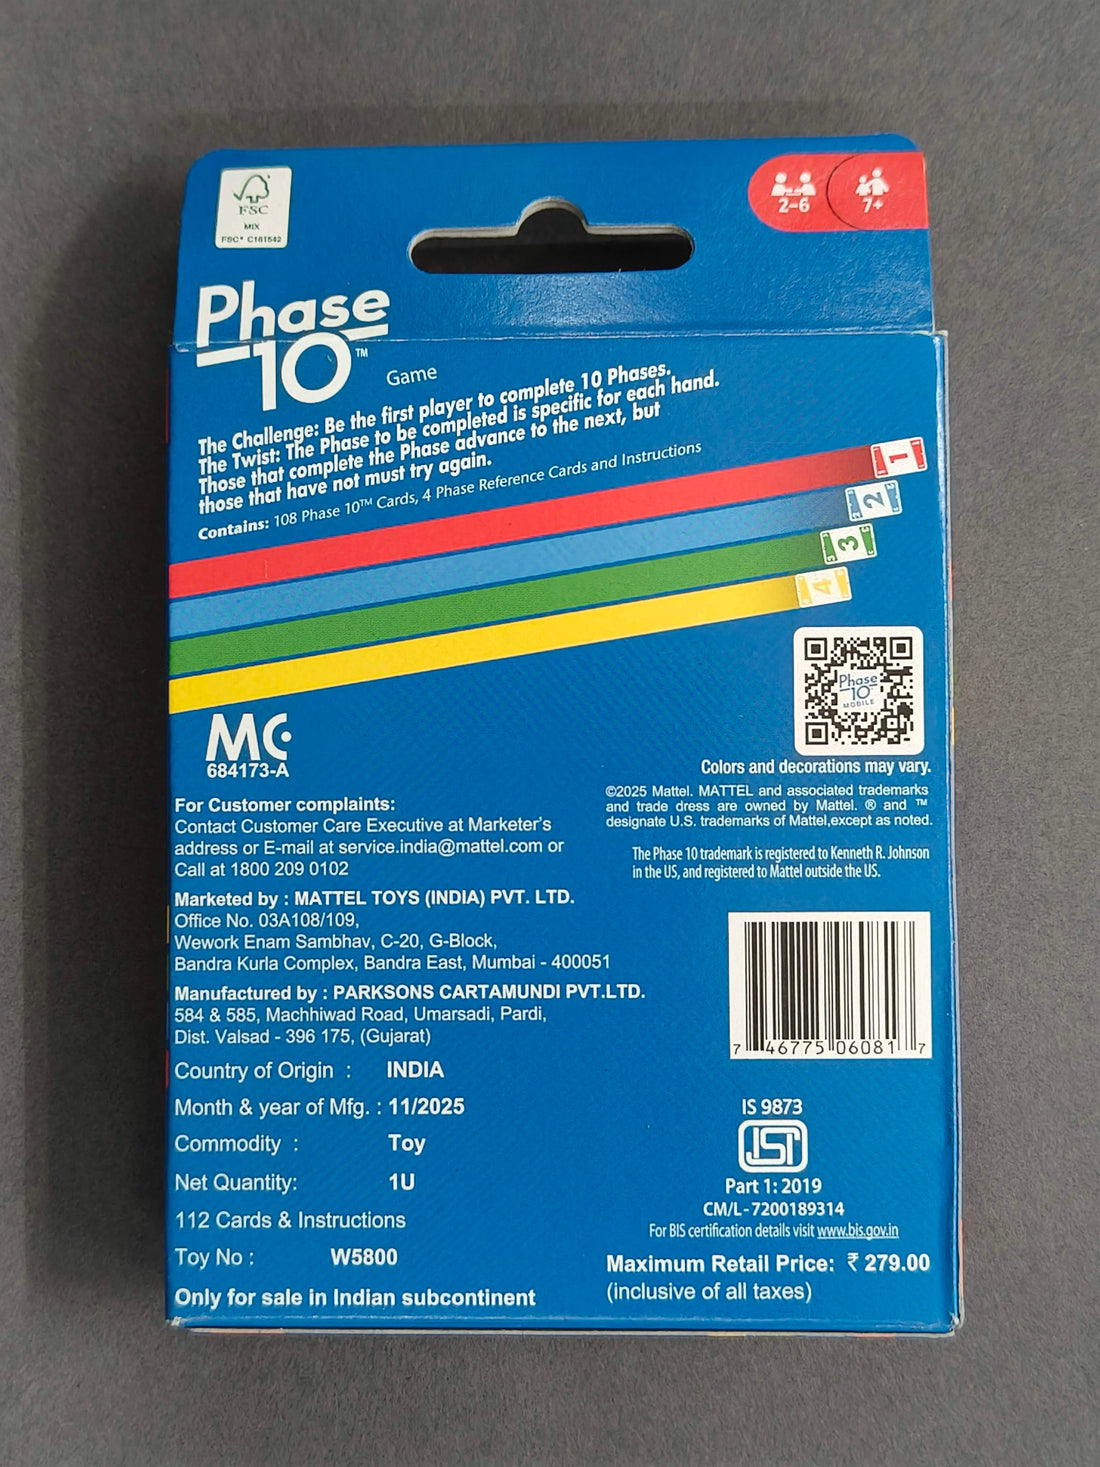 FSC
MIX
FSC® C161542
2-6
7+
Phase
10™
Game
The Challenge: Be the first player to complete 10 Phases.
The Twist: The Phase to be completed is specific for each hand.
Those that complete the Phase advance to the next, but
those that have not must try again.
Contains: 108 Phase 10™ Cards, 4 Phase Reference Cards and Instructions
1
2
3
4
Phase
10
MOBILE
MC
684173-A
Colors and decorations may vary.
©2025 Mattel. MATTEL and associated trademarks
and trade dress are owned by Mattel. ® and ™
designate U.S. trademarks of Mattel,except as noted.
The Phase 10 trademark is registered to Kenneth R. Johnson
in the US, and registered to Mattel outside the US.
For Customer complaints:
Contact Customer Care Executive at Marketer's
address or E-mail at service.india@mattel.com or
Call at 1800 209 0102
Marketed by : MATTEL TOYS (INDIA) PVT. LTD.
Office No. 03A108/109,
Wework Enam Sambhav, C-20, G-Block,
Bandra Kurla Complex, Bandra East, Mumbai - 400051
Manufactured by : PARKSONS CARTAMUNDI PVT.LTD.
584 & 585, Machhiwad Road, Umarsadi, Pardi,
Dist. Valsad - 396 175, (Gujarat)
Country of Origin : INDIA
Month & year of Mfg. : 11/2025
Commodity : Toy
Net Quantity: 1U
112 Cards & Instructions
Toy No : W5800
Only for sale in Indian subcontinent
7 46775 06081 7
IS 9873
ISI
Part 1: 2019
CM/L-7200189314
For BIS certification details visit www.bis.gov.in
Maximum Retail Price: ₹ 279.00
(inclusive of all taxes)